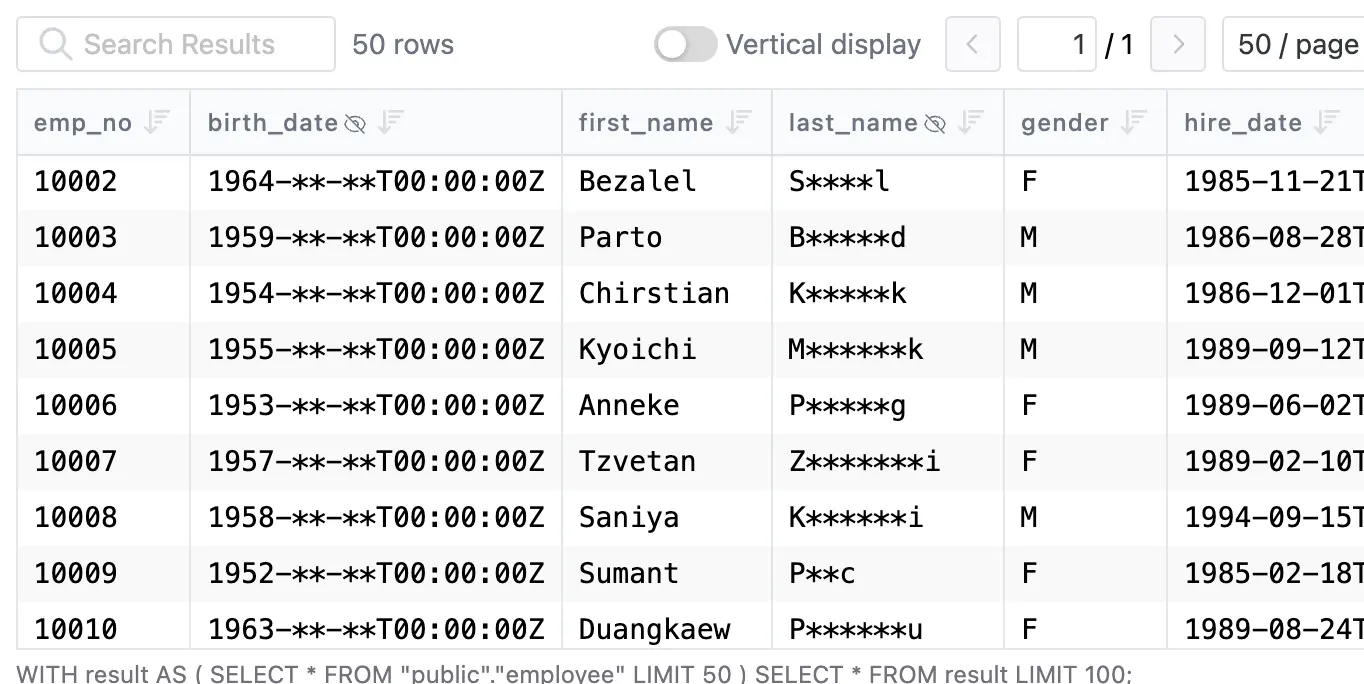 Search Results 50 rows Vertical display 1 / 1 50 / page
emp_no birth_date first_name last_name gender hire_date
10002 1964-**-**T00:00:00Z Bezalel S****l F 1985-11-21T
10003 1959-**-**T00:00:00Z Parto B*****d M 1986-08-28T
10004 1954-**-**T00:00:00Z Chirstian K*****k M 1986-12-01T
10005 1955-**-**T00:00:00Z Kyoichi M******k M 1989-09-12T
10006 1953-**-**T00:00:00Z Anneke P*****g F 1989-06-02T
10007 1957-**-**T00:00:00Z Tzvetan Z*******i F 1989-02-10T
10008 1958-**-**T00:00:00Z Saniya K******i M 1994-09-15T
10009 1952-**-**T00:00:00Z Sumant P**c F 1985-02-18T
10010 1963-**-**T00:00:00Z Duangkaew P******u F 1989-08-24T
WITH result AS ( SELECT * FROM "public"."employee" LIMIT 50 ) SELECT * FROM result LIMIT 100;